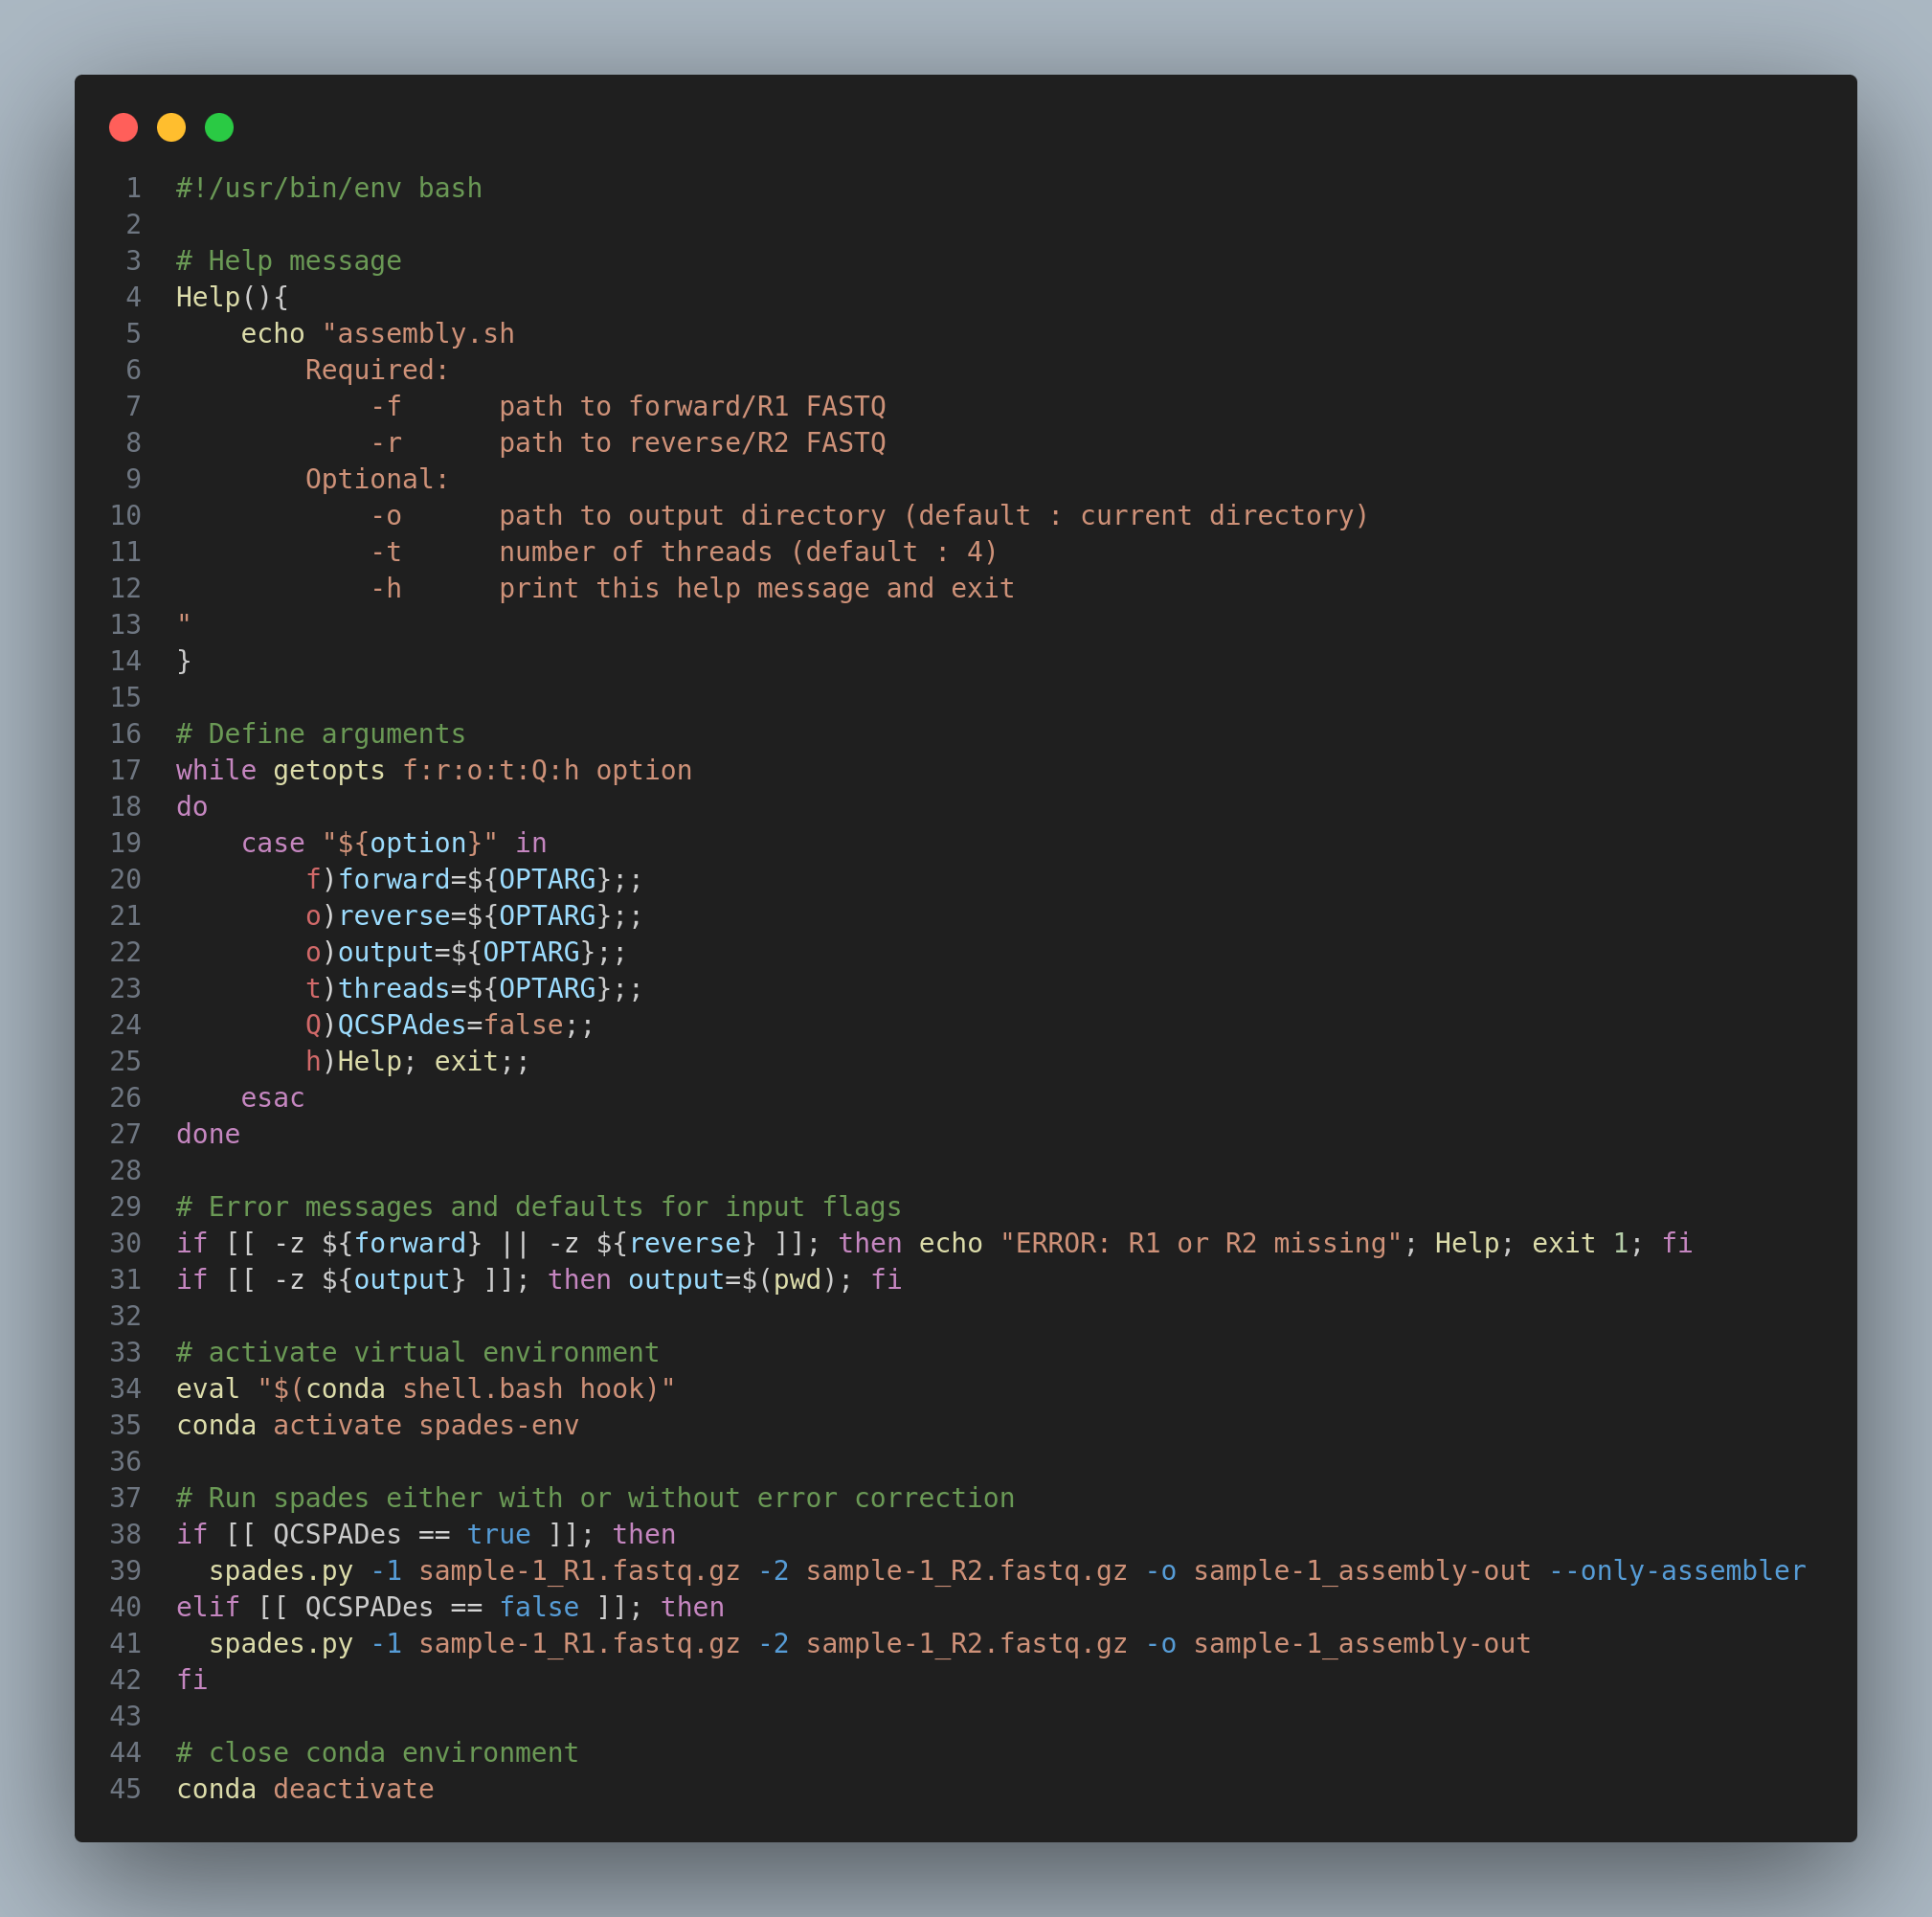 1 #!/usr/bin/env bash
2
3 # Help message
4 Help(){
5     echo "assembly.sh
6         Required:
7             -f      path to forward/R1 FASTQ
8             -r      path to reverse/R2 FASTQ
9         Optional:
10             -o      path to output directory (default : current directory)
11             -t      number of threads (default : 4)
12             -h      print this help message and exit
13 "
14 }
15
16 # Define arguments
17 while getopts f:r:o:t:Q:h option
18 do
19     case "${option}" in
20         f)forward=${OPTARG};;
21         o)reverse=${OPTARG};;
22         o)output=${OPTARG};;
23         t)threads=${OPTARG};;
24         Q)QCSPAdes=false;;
25         h)Help; exit;;
26     esac
27 done
28
29 # Error messages and defaults for input flags
30 if [[ -z ${forward} || -z ${reverse} ]]; then echo "ERROR: R1 or R2 missing"; Help; exit 1; fi
31 if [[ -z ${output} ]]; then output=$(pwd); fi
32
33 # activate virtual environment
34 eval "$(conda shell.bash hook)"
35 conda activate spades-env
36
37 # Run spades either with or without error correction
38 if [[ QCSPADes == true ]]; then
39   spades.py -1 sample-1_R1.fastq.gz -2 sample-1_R2.fastq.gz -o sample-1_assembly-out --only-assembler
40 elif [[ QCSPADes == false ]]; then
41   spades.py -1 sample-1_R1.fastq.gz -2 sample-1_R2.fastq.gz -o sample-1_assembly-out
42 fi
43
44 # close conda environment
45 conda deactivate